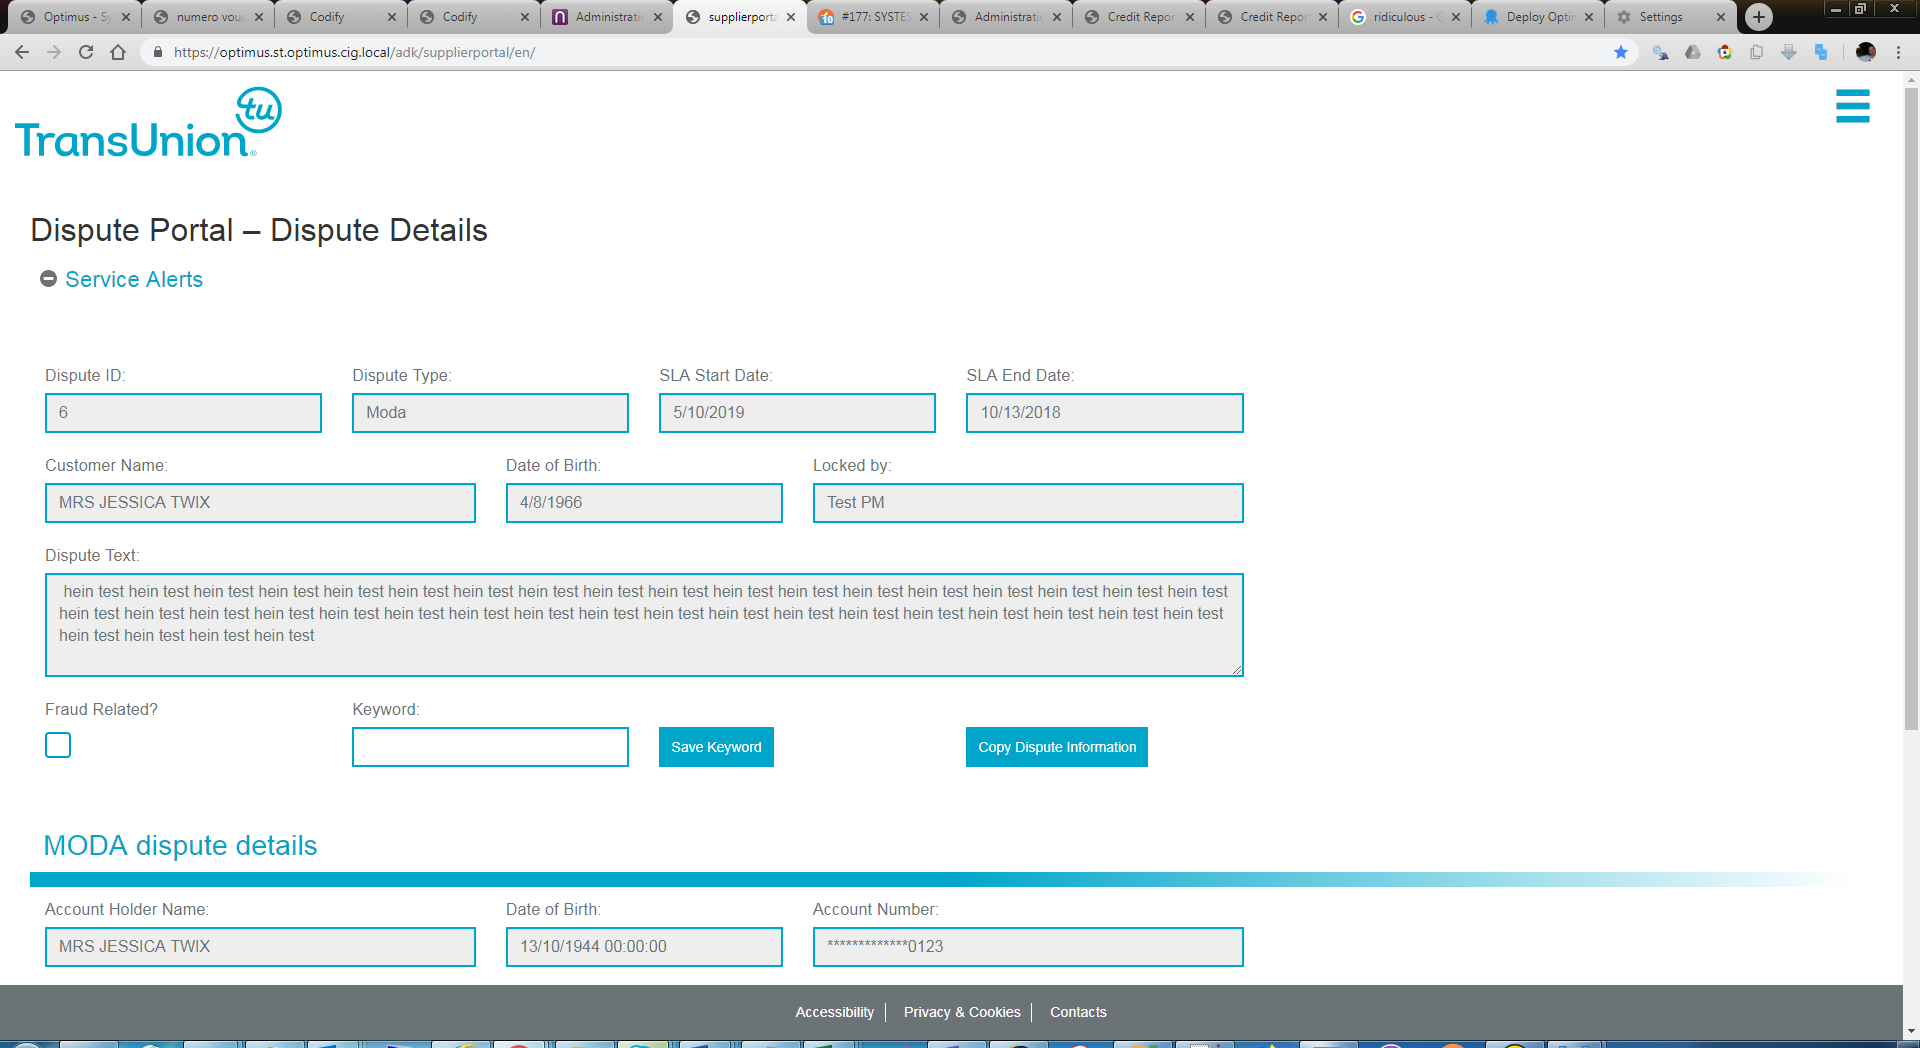 Optimus - Sy
numero vou
Codify
Codify
Administratio
supplierporta
#177: SYSTES
Administratio
Credit Repor
Credit Repor
ridiculous - G
Deploy Optim
Settings
https://optimus.st.optimus.cig.local/adk/supplierportal/en/
tu
TransUnion®
Dispute Portal – Dispute Details
Service Alerts
Dispute ID: Dispute Type: SLA Start Date: SLA End Date:
6 Moda 5/10/2019 10/13/2018
Customer Name: Date of Birth: Locked by:
MRS JESSICA TWIX 4/8/1966 Test PM
Dispute Text:
hein test hein test hein test hein test hein test hein test hein test hein test hein test hein test hein test hein test hein test hein test hein test hein test hein test hein test
hein test hein test hein test hein test hein test hein test hein test hein test hein test hein test hein test hein test hein test hein test hein test hein test hein test hein test
hein test hein test hein test hein test
Fraud Related? Keyword:
Save Keyword Copy Dispute Information
MODA dispute details
Account Holder Name: Date of Birth: Account Number:
MRS JESSICA TWIX 13/10/1944 00:00:00 *************0123
Accessibility Privacy & Cookies Contacts